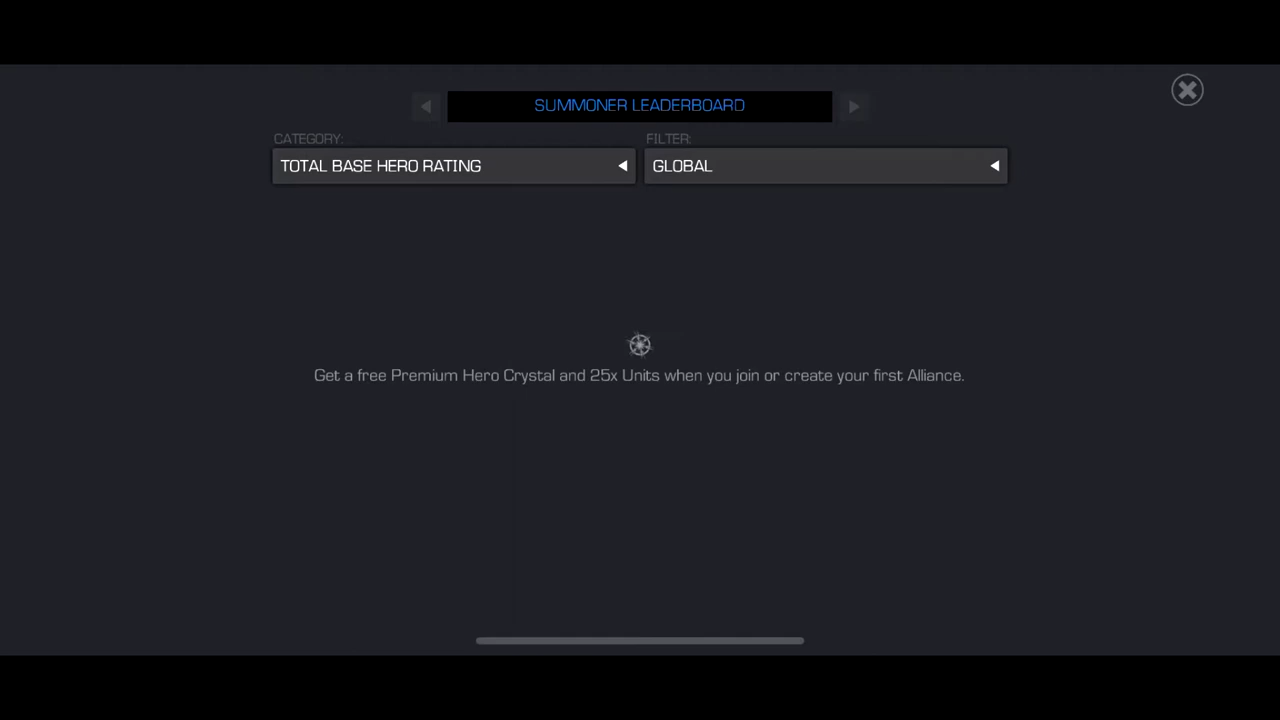 SUMMONER LEADERBOARD
CATEGORY: FILTER:
TOTAL BASE HERO RATING GLOBAL
Get a free Premium Hero Crystal and 25x Units when you join or create your first Alliance.